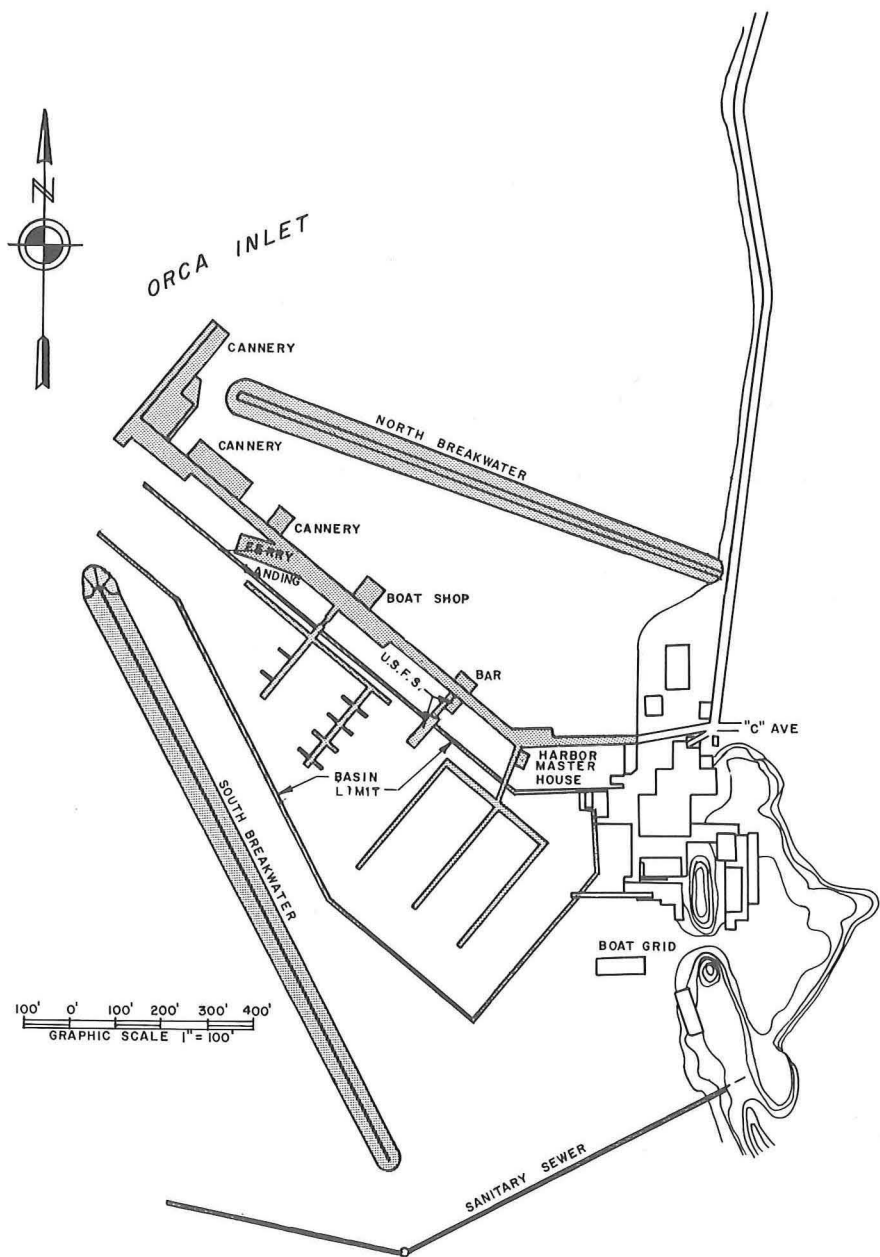 N
ORCA INLET
CANNERY
CANNERY
NORTH BREAKWATER
CANNERY
FERRY
LANDING
BOAT SHOP
U.S.F.S.
BAR
"C" AVE
HARBOR
MASTER
HOUSE
BASIN
LIMIT
SOUTH BREAKWATER
BOAT GRID
100' 0' 100' 200' 300' 400'
GRAPHIC SCALE 1" = 100'
SANITARY SEWER